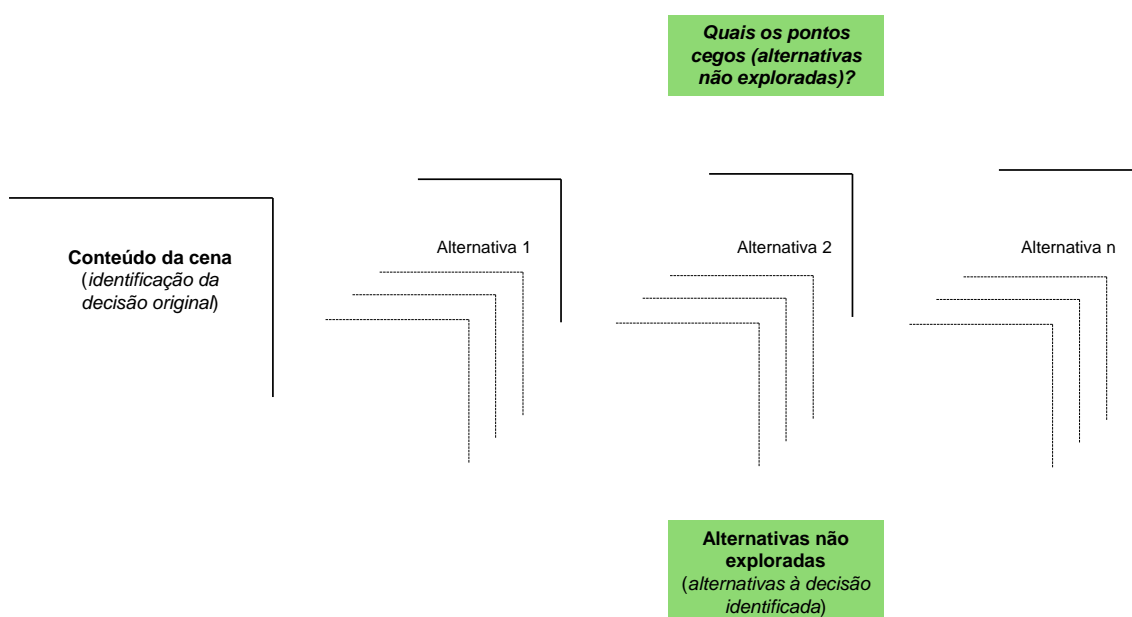 Quais os pontos
cegos (alternativas
não exploradas)?
Conteúdo da cena
(identificação da
decisão original)
Alternativa 1
Alternativa 2
Alternativa n
Alternativas não
exploradas
(alternativas à decisão
identificada)